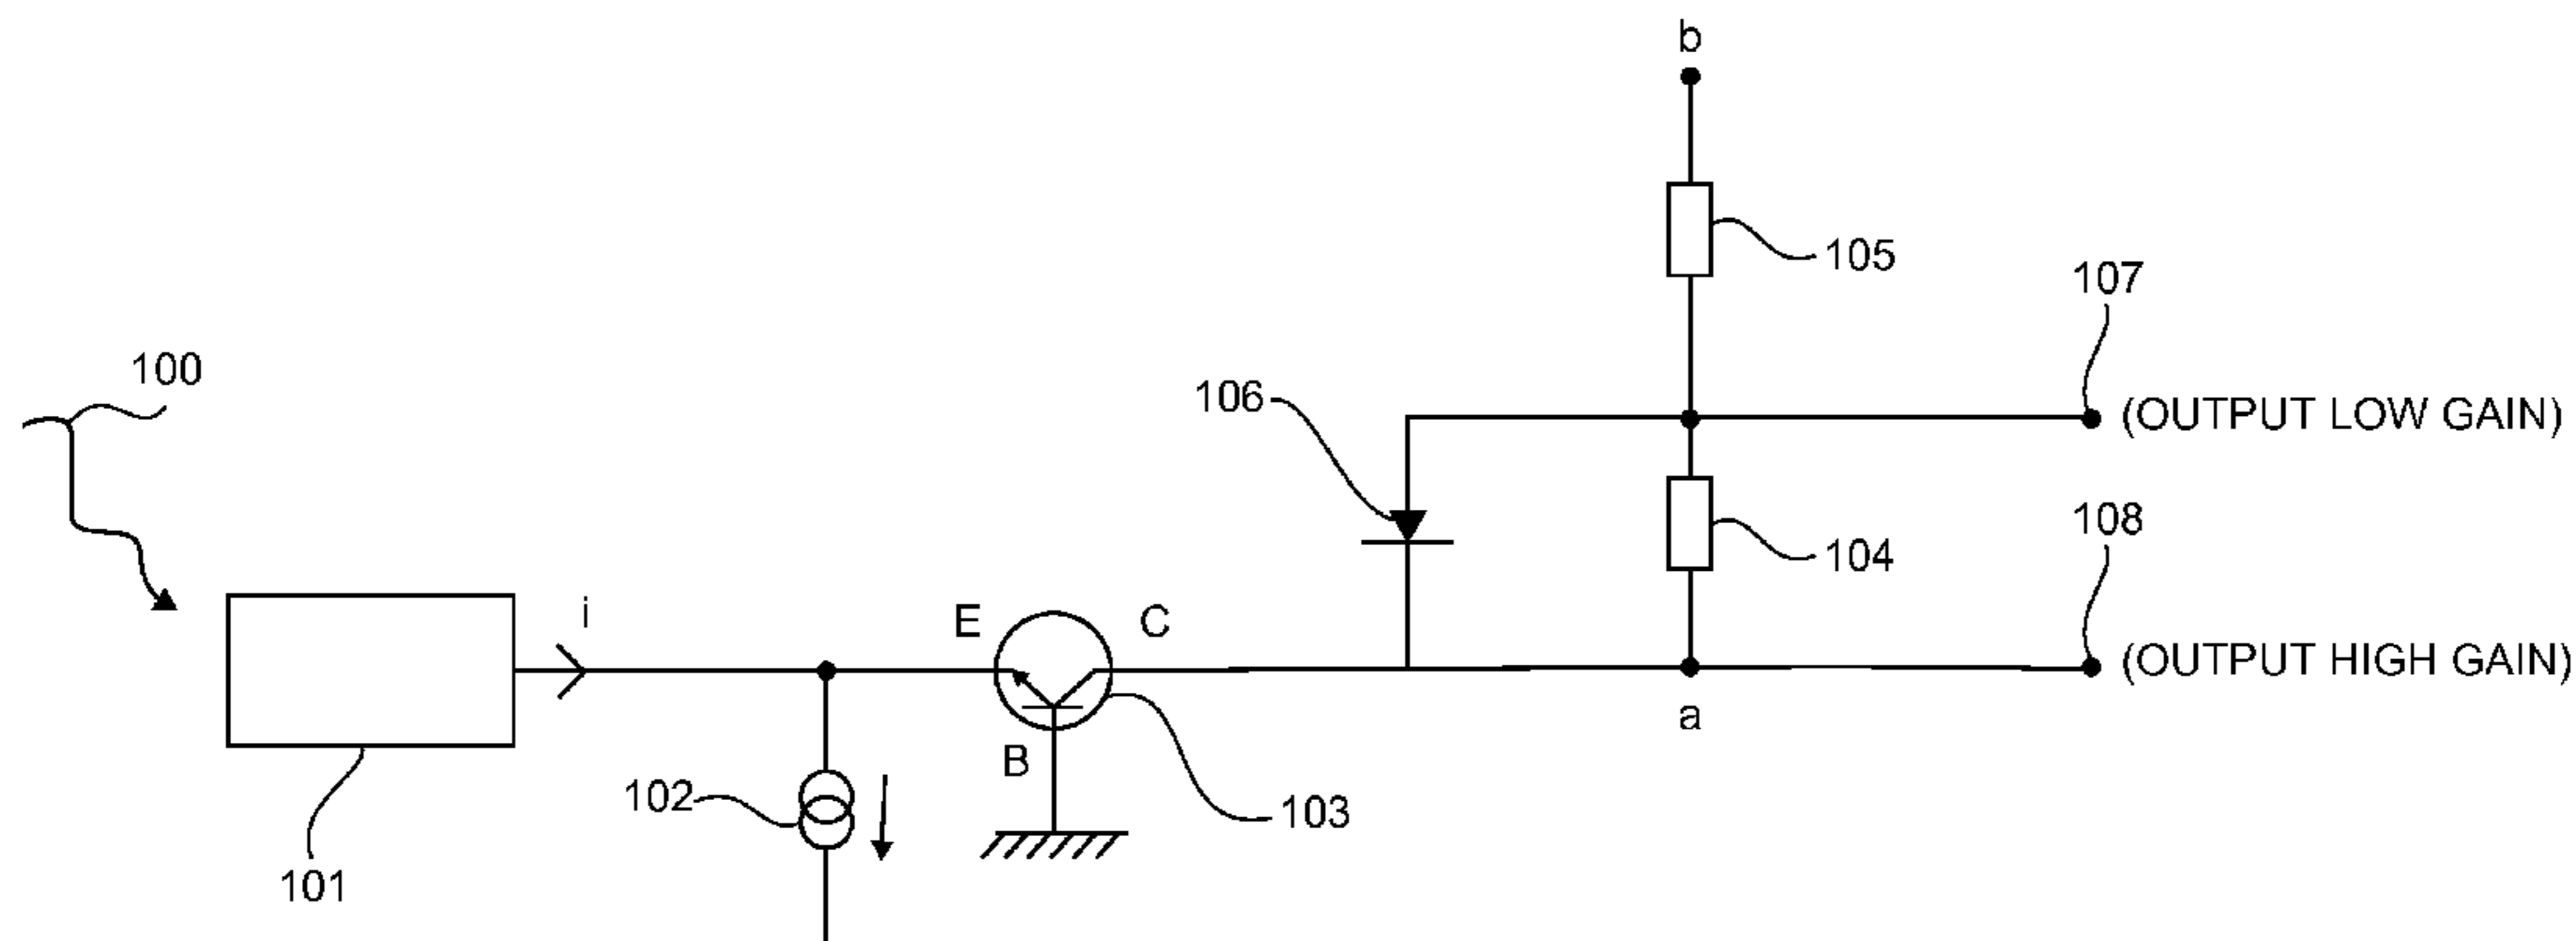 b
105
107
100
106
(OUTPUT LOW GAIN)
108
104
i
E
C
(OUTPUT HIGH GAIN)
a
B
102
103
101